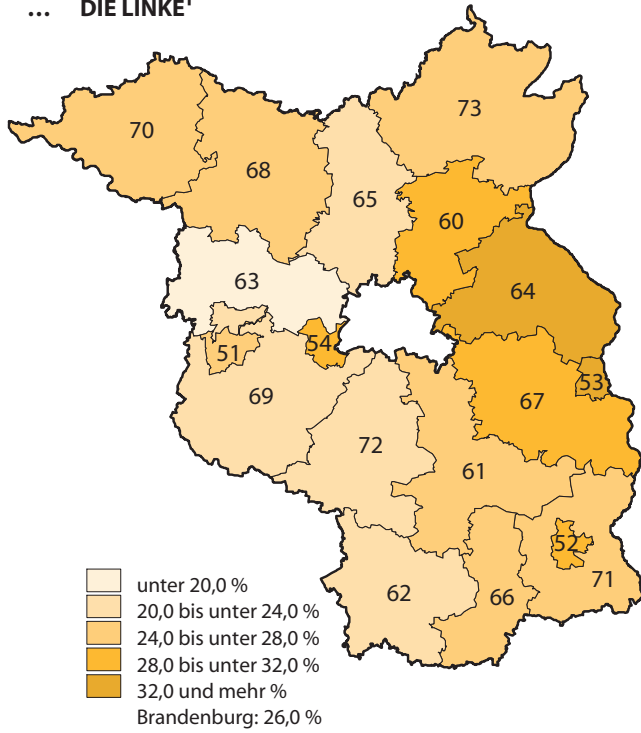 ... DIE LINKE¹
73
70
68
65
60
63
64
54
51
53
69
67
72
61
52
62
66
71
unter 20,0 %
20,0 bis unter 24,0 %
24,0 bis unter 28,0 %
28,0 bis unter 32,0 %
32,0 und mehr %
Brandenburg: 26,0 %